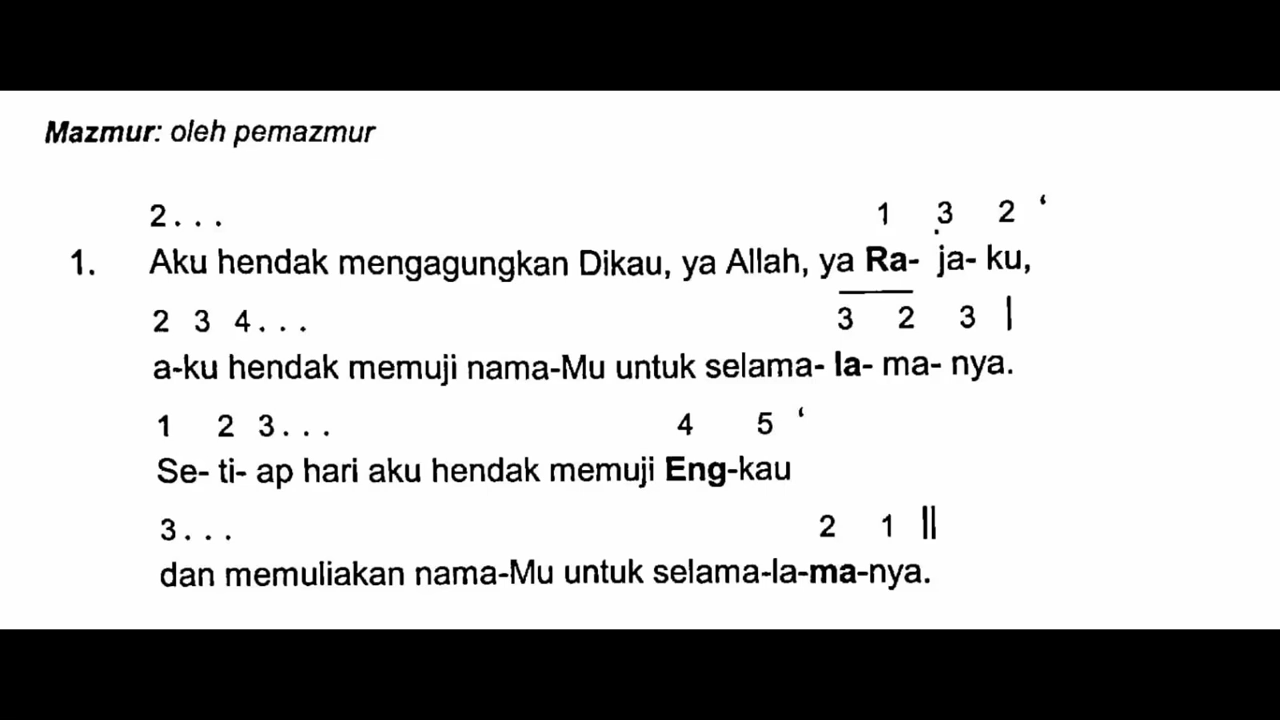 Mazmur: oleh pemazmur
2 . . . 1 3 2 ‘
1. Aku hendak mengagungkan Dikau, ya Allah, ya Ra- ja- ku,
2 3 4 . . . 3 2 3 |
a-ku hendak memuji nama-Mu untuk selama- la- ma- nya.
1 2 3 . . . 4 5 ‘
Se- ti- ap hari aku hendak memuji Eng-kau
3 . . . 2 1 ||
dan memuliakan nama-Mu untuk selama-la-ma-nya.